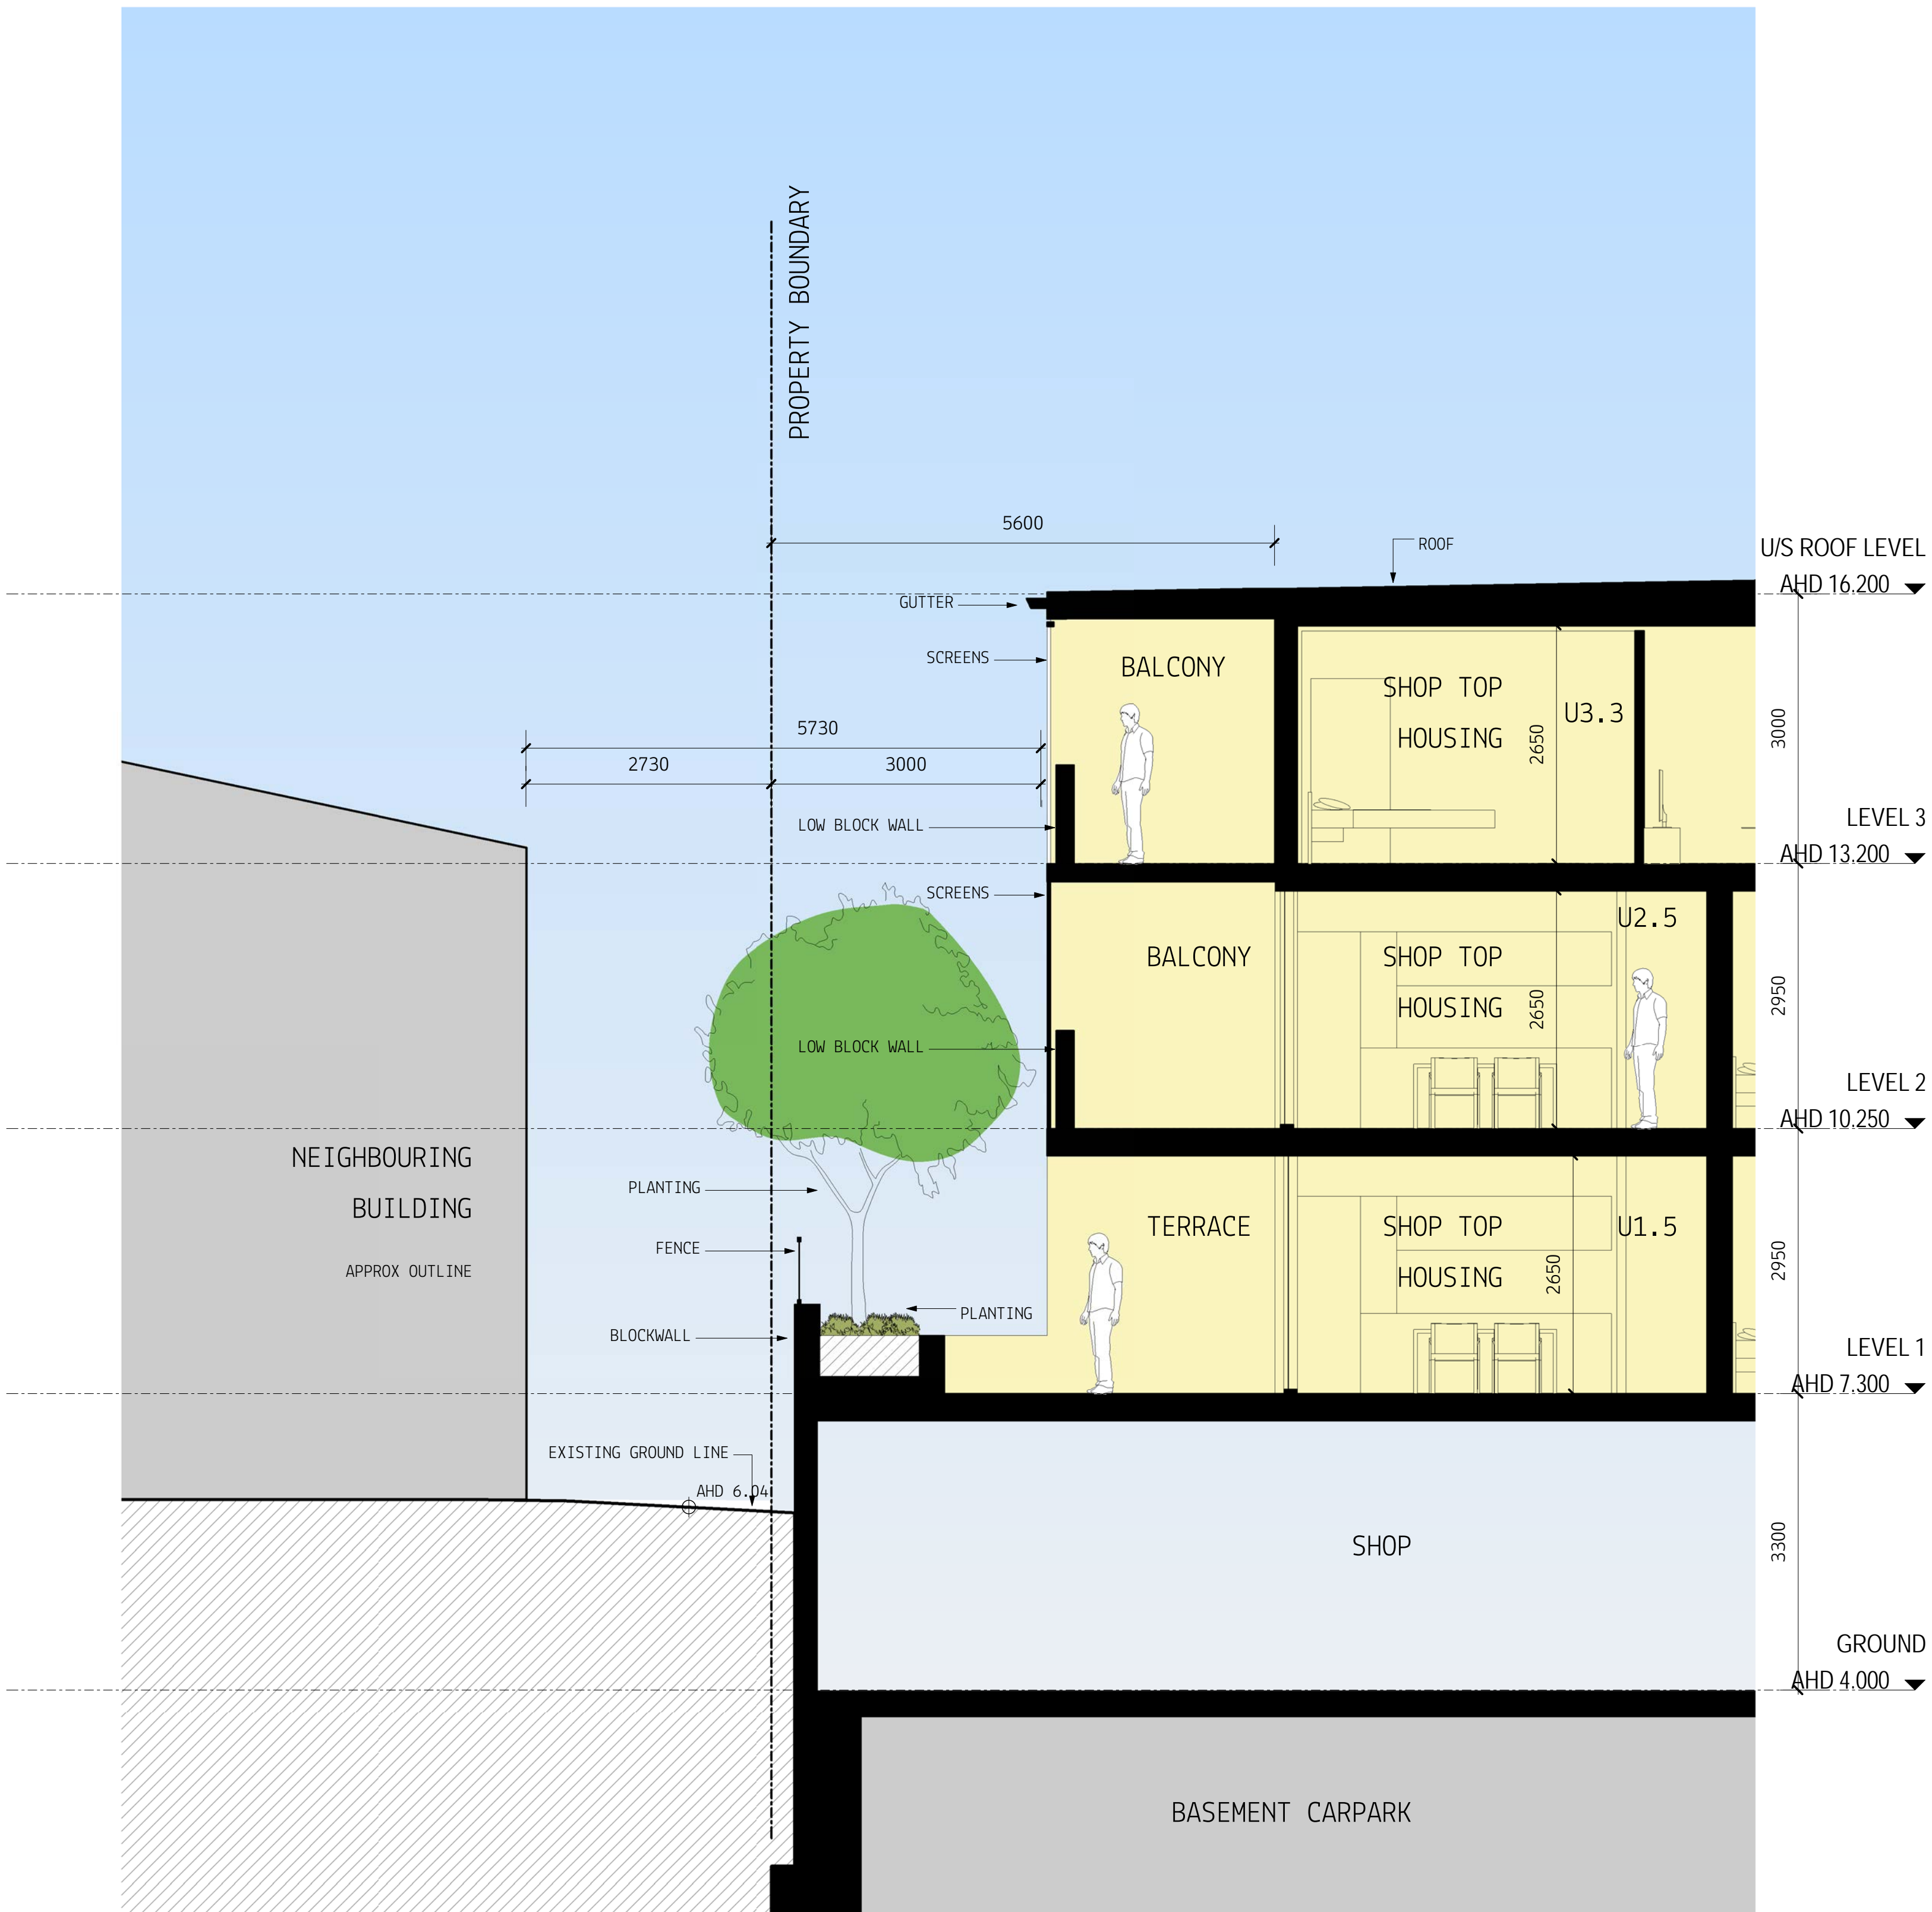 PROPERTY BOUNDARY
5600
ROOF
U/S ROOF LEVEL
AHD 16.200
GUTTER
SCREENS
BALCONY
SHOP TOP
HOUSING
U3.3
2650
3000
5730
2730
3000
LOW BLOCK WALL
LEVEL 3
AHD 13.200
SCREENS
BALCONY
SHOP TOP
HOUSING
U2.5
2650
2950
LOW BLOCK WALL
LEVEL 2
AHD 10.250
NEIGHBOURING
BUILDING
APPROX OUTLINE
PLANTING
FENCE
TERRACE
SHOP TOP
HOUSING
U1.5
2650
2950
PLANTING
BLOCKWALL
LEVEL 1
AHD 7.300
EXISTING GROUND LINE
AHD 6.04
SHOP
3300
GROUND
AHD 4.000
BASEMENT CARPARK